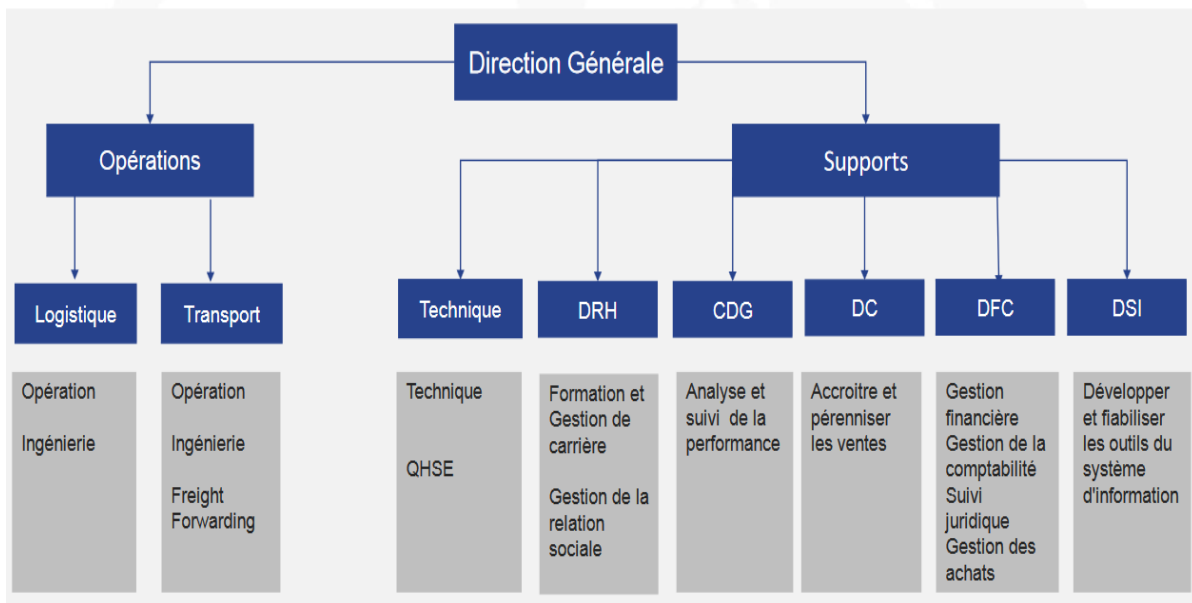 Direction Générale
Opérations
Supports
Logistique
Transport
Technique
DRH
CDG
DC
DFC
DSI
Opération
Ingénierie
Opération
Ingénierie
Freight
Forwarding
Technique
QHSE
Formation et
Gestion de
carrière
Gestion de la
relation
sociale
Analyse et
suivi de la
performance
Accroitre et
pérenniser
les ventes
Gestion
financière
Gestion de la
comptabilité
Suivi
juridique
Gestion des
achats
Développer
et fiabiliser
les outils du
système
d'information